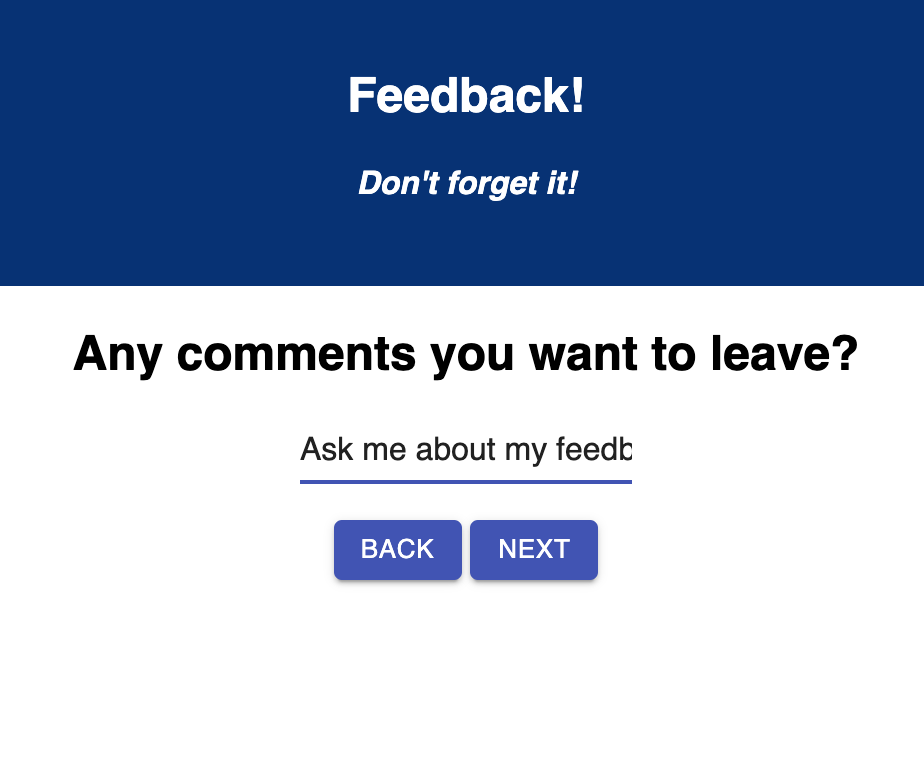 Feedback!
Don't forget it!
Any comments you want to leave?
Ask me about my feedb
BACK NEXT